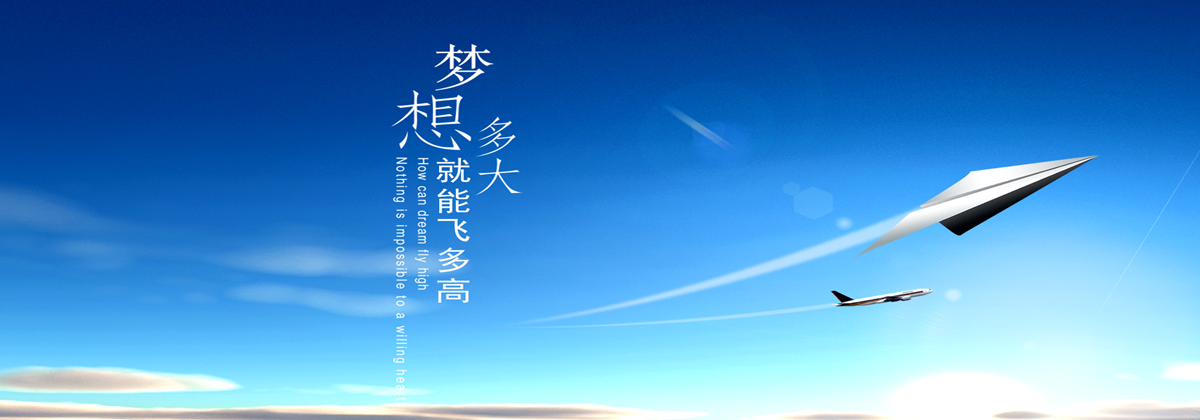 梦想多大
就能飞多高
How can dream fly high
Nothing is impossible to a willing heart